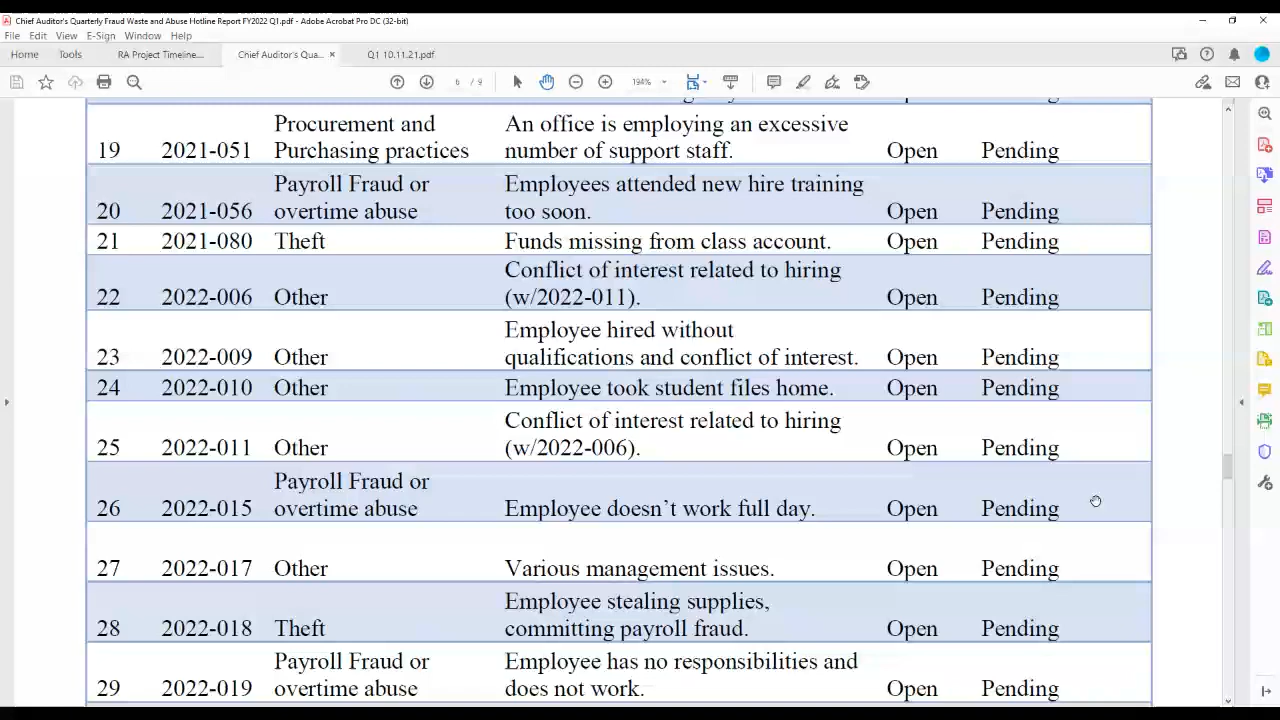 Chief Auditor's Quarterly Fraud Waste and Abuse Hotline Report FY2022 Q1.pdf - Adobe Acrobat Pro DC (32-bit)
File Edit View E-Sign Window Help
Home Tools RA Project Timeline... Chief Auditor's Qua... × Q1 10.11.21.pdf
6 / 9 194%
Procurement and An office is employing an excessive
19 2021-051 Purchasing practices number of support staff. Open Pending
Payroll Fraud or Employees attended new hire training
20 2021-056 overtime abuse too soon. Open Pending
21 2021-080 Theft Funds missing from class account. Open Pending
Conflict of interest related to hiring
22 2022-006 Other (w/2022-011). Open Pending
Employee hired without
23 2022-009 Other qualifications and conflict of interest. Open Pending
24 2022-010 Other Employee took student files home. Open Pending
Conflict of interest related to hiring
25 2022-011 Other (w/2022-006). Open Pending
Payroll Fraud or
26 2022-015 overtime abuse Employee doesn't work full day. Open Pending
27 2022-017 Other Various management issues. Open Pending
Employee stealing supplies,
28 2022-018 Theft committing payroll fraud. Open Pending
Payroll Fraud or Employee has no responsibilities and
29 2022-019 overtime abuse does not work. Open Pending